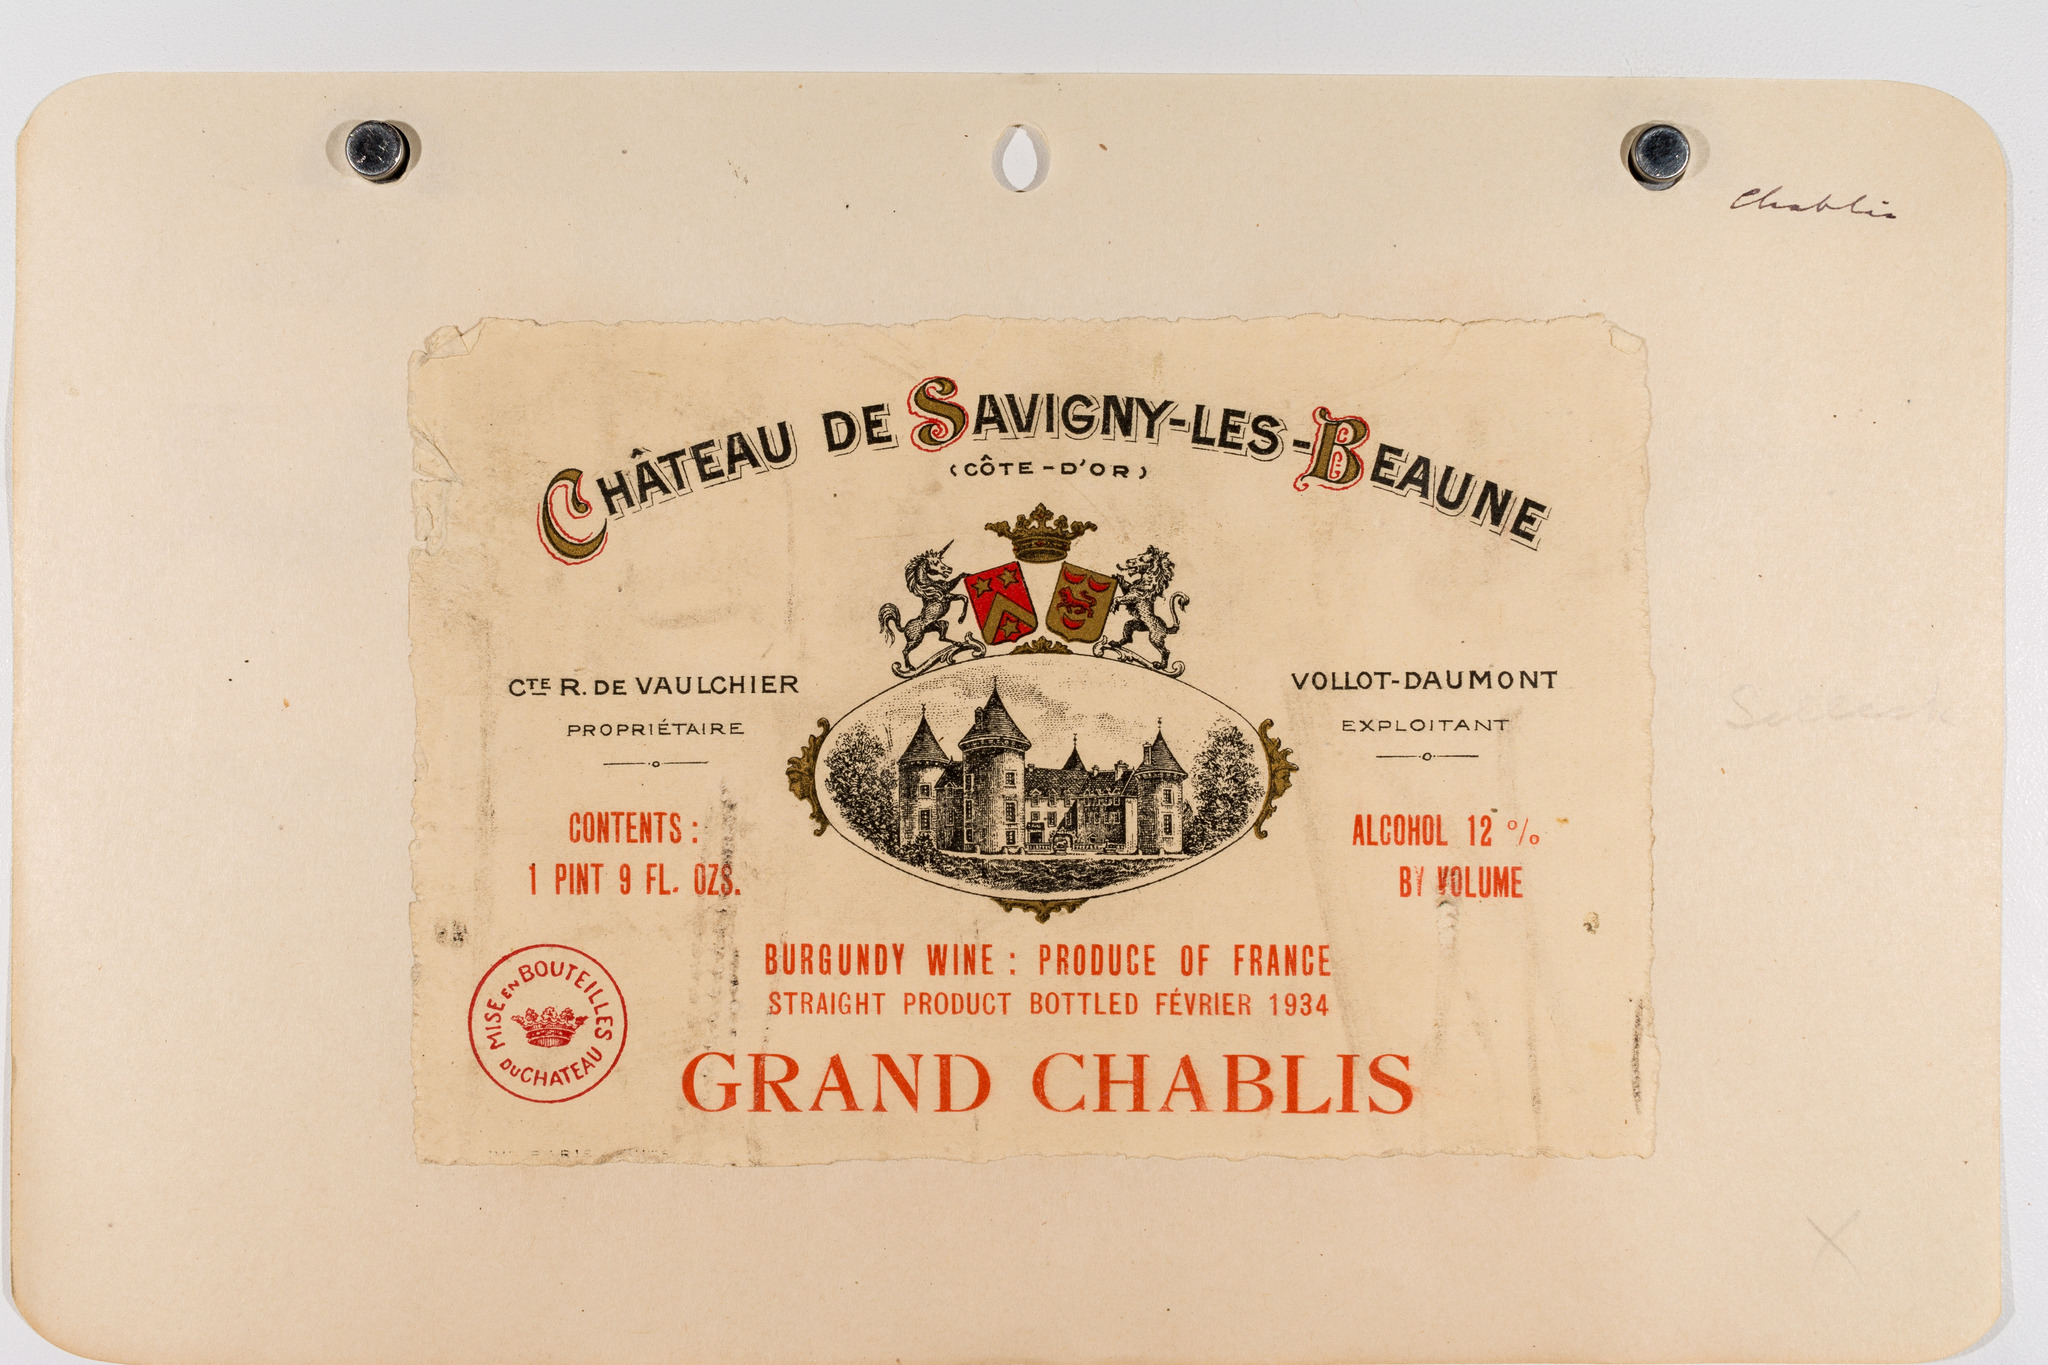 Chablis
CHÂTEAU DE SAVIGNY-LES-BEAUNE
(CÔTE-D'OR)
CTE R. DE VAULCHIER
PROPRIÉTAIRE
VOLLOT-DAUMONT
EXPLOITANT
CONTENTS :
1 PINT 9 FL. OZS.
ALCOHOL 12 %
BY VOLUME
BURGUNDY WINE : PRODUCE OF FRANCE
STRAIGHT PRODUCT BOTTLED FÉVRIER 1934
MISE EN BOUTEILLES
DU CHATEAU
GRAND CHABLIS
X